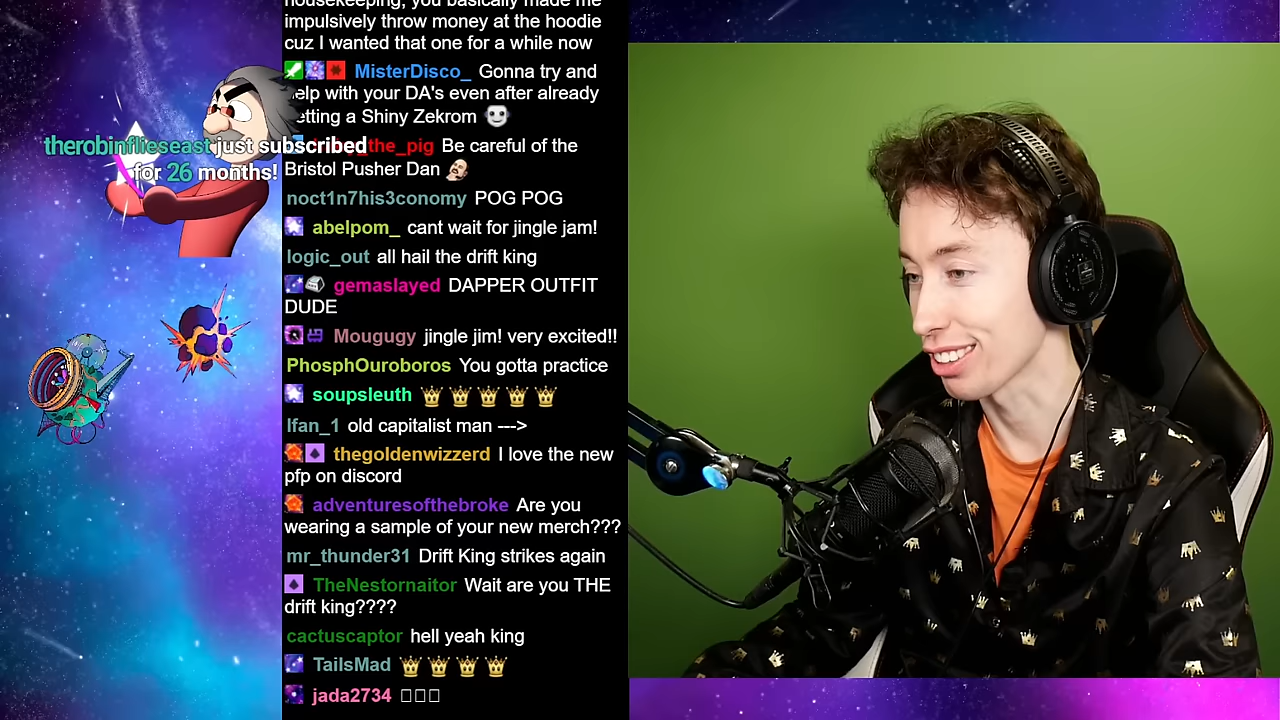 housekeeping, you basically made me
impulsively throw money at the hoodie
cuz I wanted that one for a while now
MisterDisco_ Gonna try and
help with your DA's even after already
getting a Shiny Zekrom
therobinflieseast just subscribed
for 26 months!
_the_pig Be careful of the
Bristol Pusher Dan
noct1n7his3conomy POG POG
abelpom_ cant wait for jingle jam!
logic_out all hail the drift king
gemaslayed DAPPER OUTFIT
DUDE
Mougugy jingle jim! very excited!!
PhosphOuroboros You gotta practice
soupsleuth
lfan_1 old capitalist man --->
thegoldenwizzerd I love the new
pfp on discord
adventuresofthebroke Are you
wearing a sample of your new merch???
mr_thunder31 Drift King strikes again
TheNestornaitor Wait are you THE
drift king????
cactuscaptor hell yeah king
TailsMad
jada2734